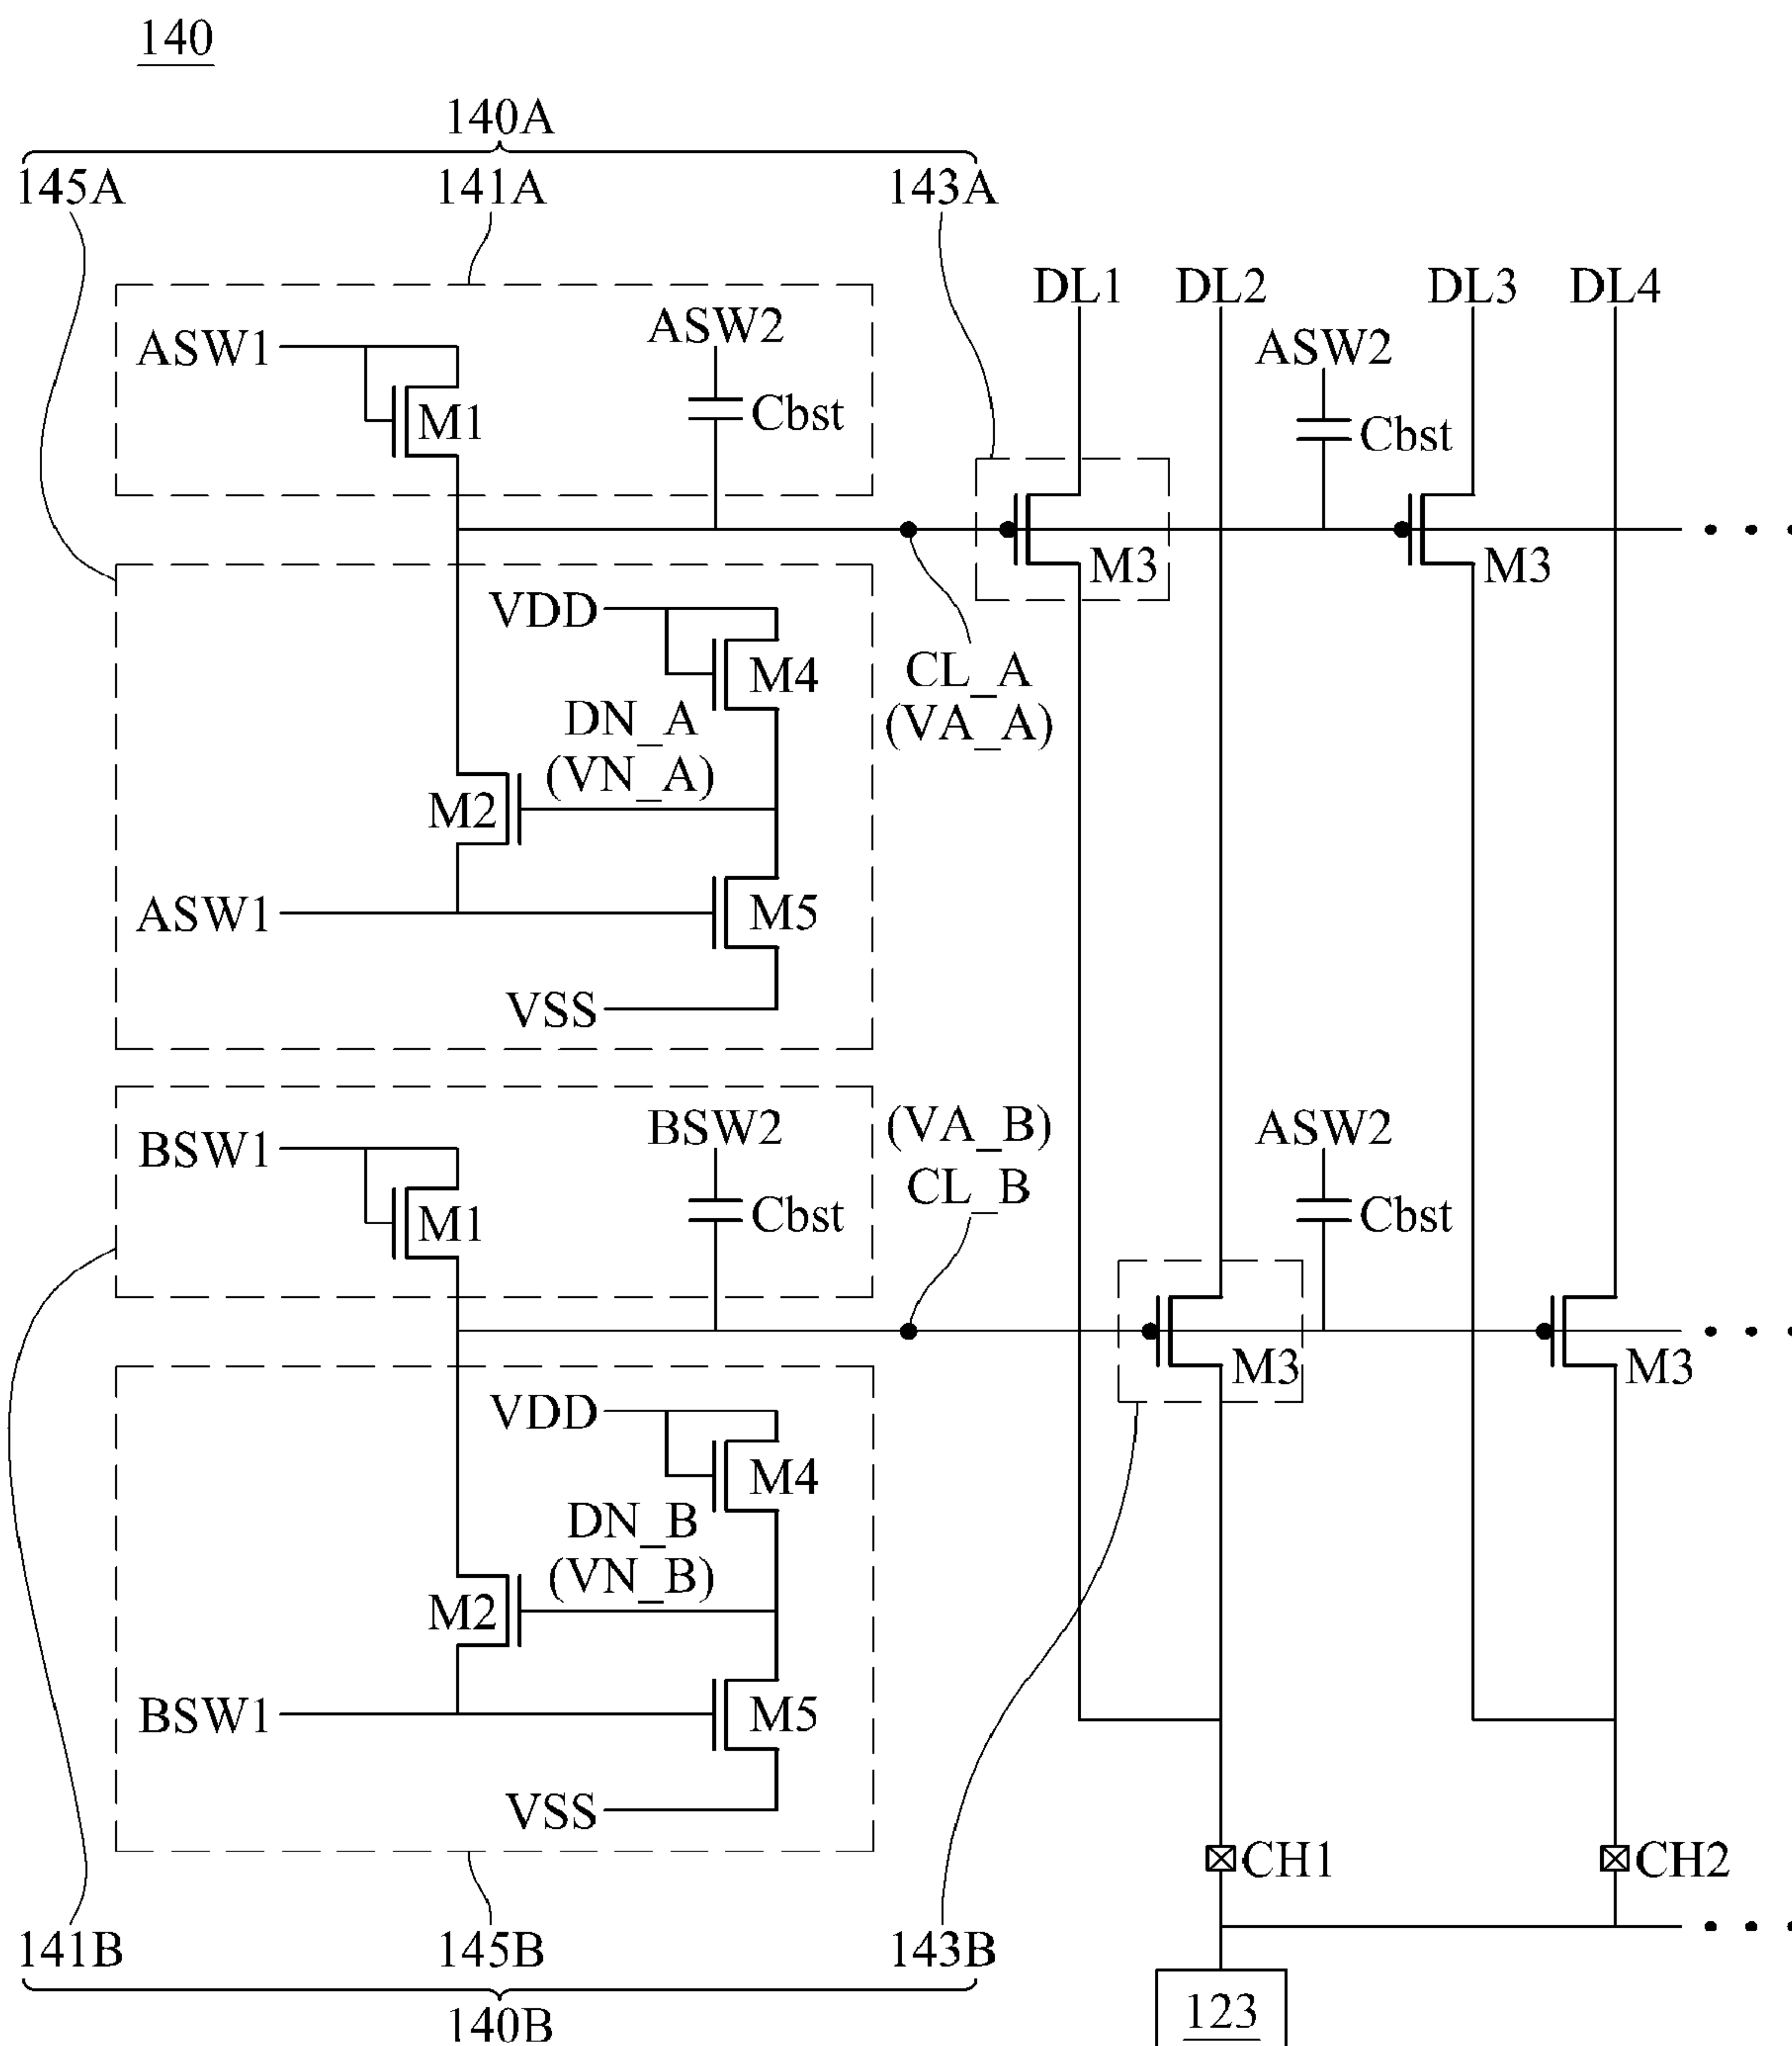 140
140A
145A 141A 143A
DL1 DL2 DL3 DL4
ASW1
ASW2
ASW2
M1
Cbst
Cbst
M3
M3
VDD
M4
CL_A
(VA_A)
DN_A
(VN_A)
M2
ASW1
M5
VSS
BSW1
BSW2
(VA_B)
CL_B
ASW2
M1
Cbst
Cbst
M3
M3
VDD
M4
DN_B
(VN_B)
M2
BSW1
M5
VSS
CH1
CH2
141B 145B 143B
140B
123